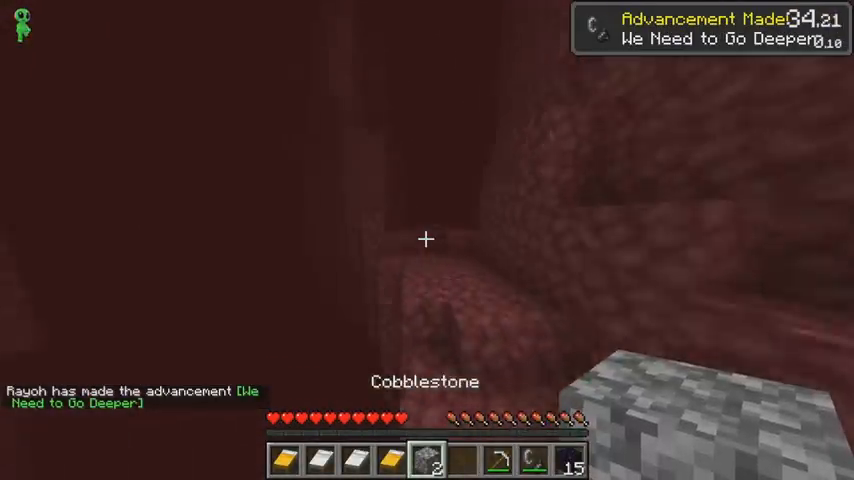 Advancement Made
34.21
We Need to Go Deeper
0.10
Cobblestone
Rayoh has made the advancement [We
Need to Go Deeper]
2
15